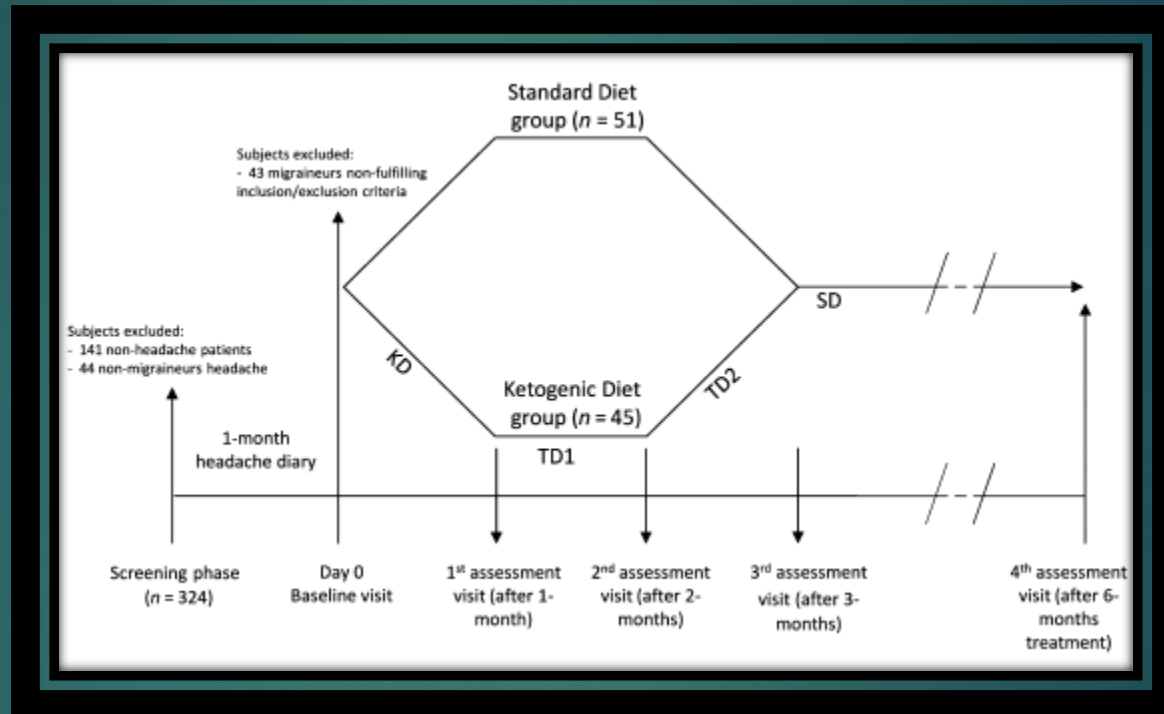 Standard Diet
group (n = 51)
Subjects excluded:
- 43 migraineurs non-fulfilling
inclusion/exclusion criteria
SD
Subjects excluded:
- 141 non-headache patients
- 44 non-migraineurs headache
KD
Ketogenic Diet
group (n = 45)
TD2
TD1
1-month
headache diary
Screening phase
(n = 324)
Day 0
Baseline visit
1st assessment
visit (after 1-
month)
2nd assessment
visit (after 2-
months)
3rd assessment
visit (after 3-
months)
4th assessment
visit (after 6-
months
treatment)